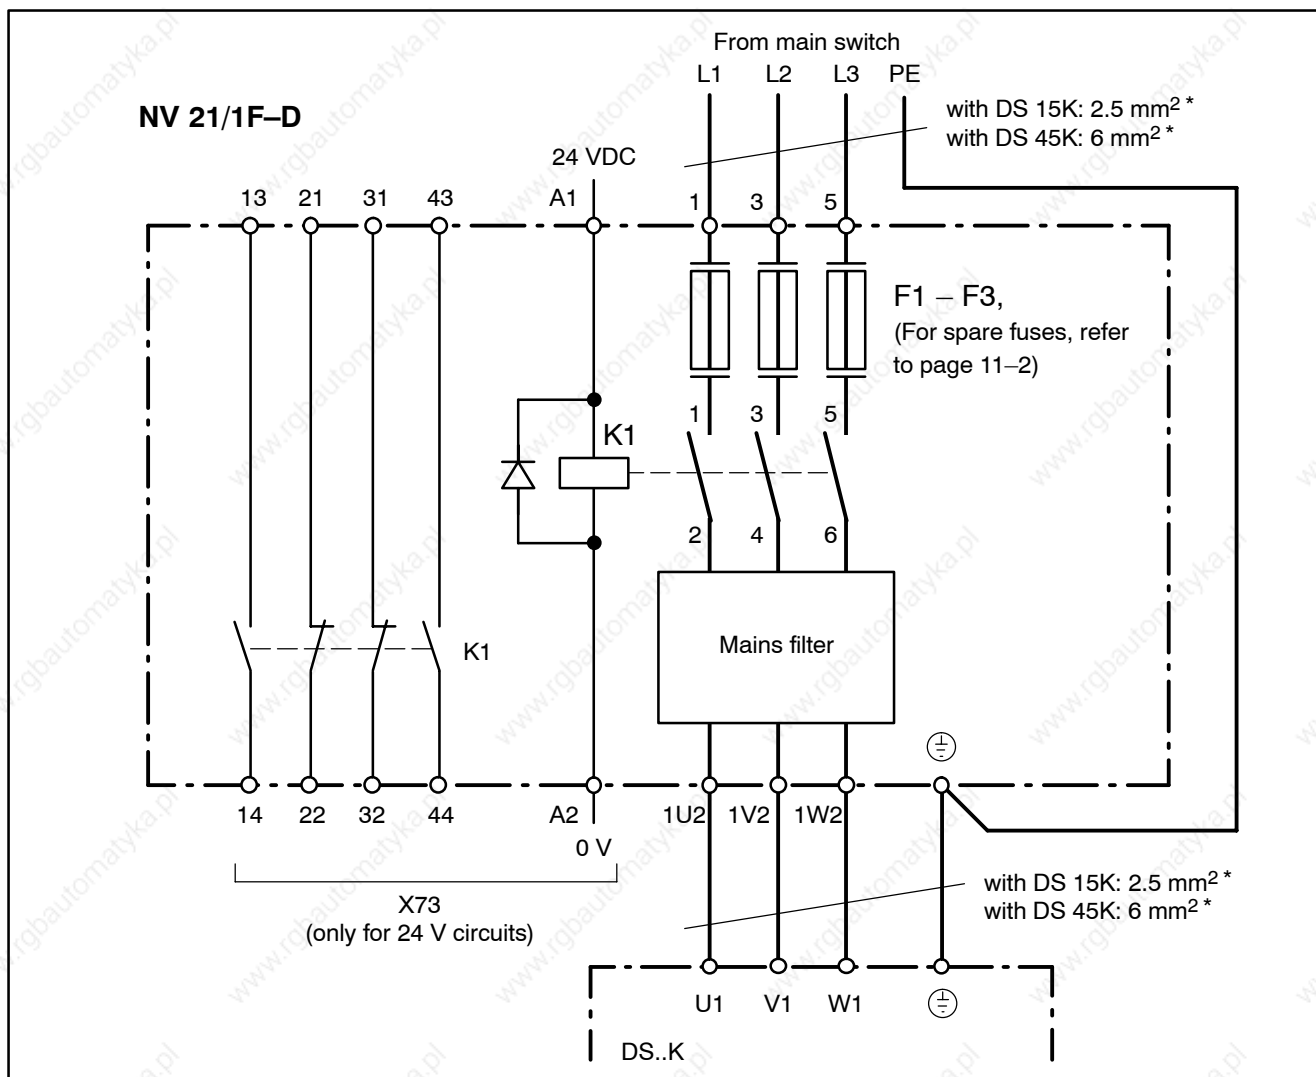 From main switch
L1 L2 L3 PE
NV 21/1F–D
with DS 15K: 2.5 mm² *
with DS 45K: 6 mm² *
24 VDC
13 21 31 43 A1 1 3 5
F1 – F3,
(For spare fuses, refer
to page 11–2)
1 3 5
K1
2 4 6
Mains filter
K1
14 22 32 44 A2 1U2 1V2 1W2
0 V
X73
(only for 24 V circuits)
with DS 15K: 2.5 mm² *
with DS 45K: 6 mm² *
U1 V1 W1
DS..K
www.rgbautomatyka.pl